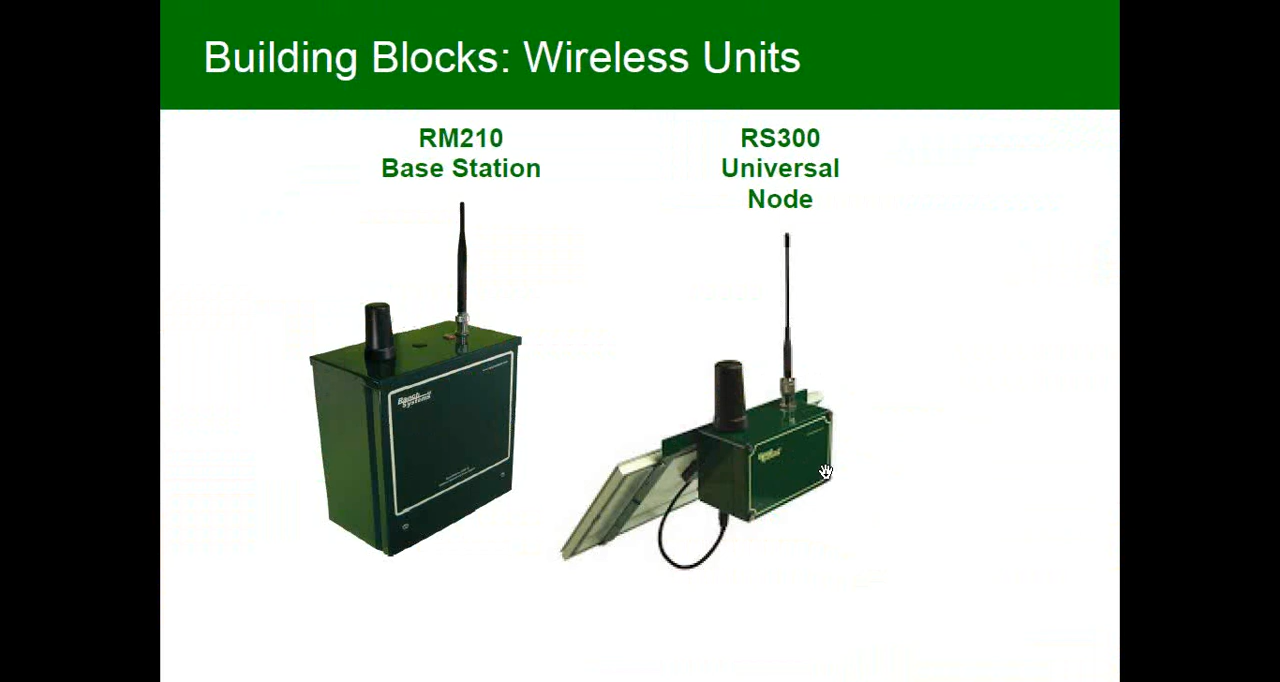 Building Blocks: Wireless Units
RM210
Base Station
RS300
Universal
Node